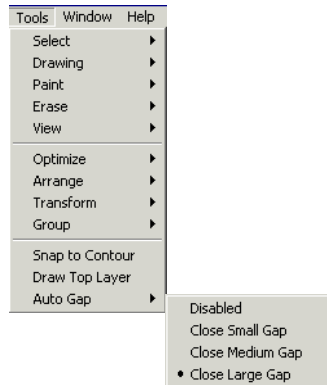 Tools Window Help
Select
Drawing
Paint
Erase
View
Optimize
Arrange
Transform
Group
Snap to Contour
Draw Top Layer
Auto Gap
Disabled
Close Small Gap
Close Medium Gap
Close Large Gap